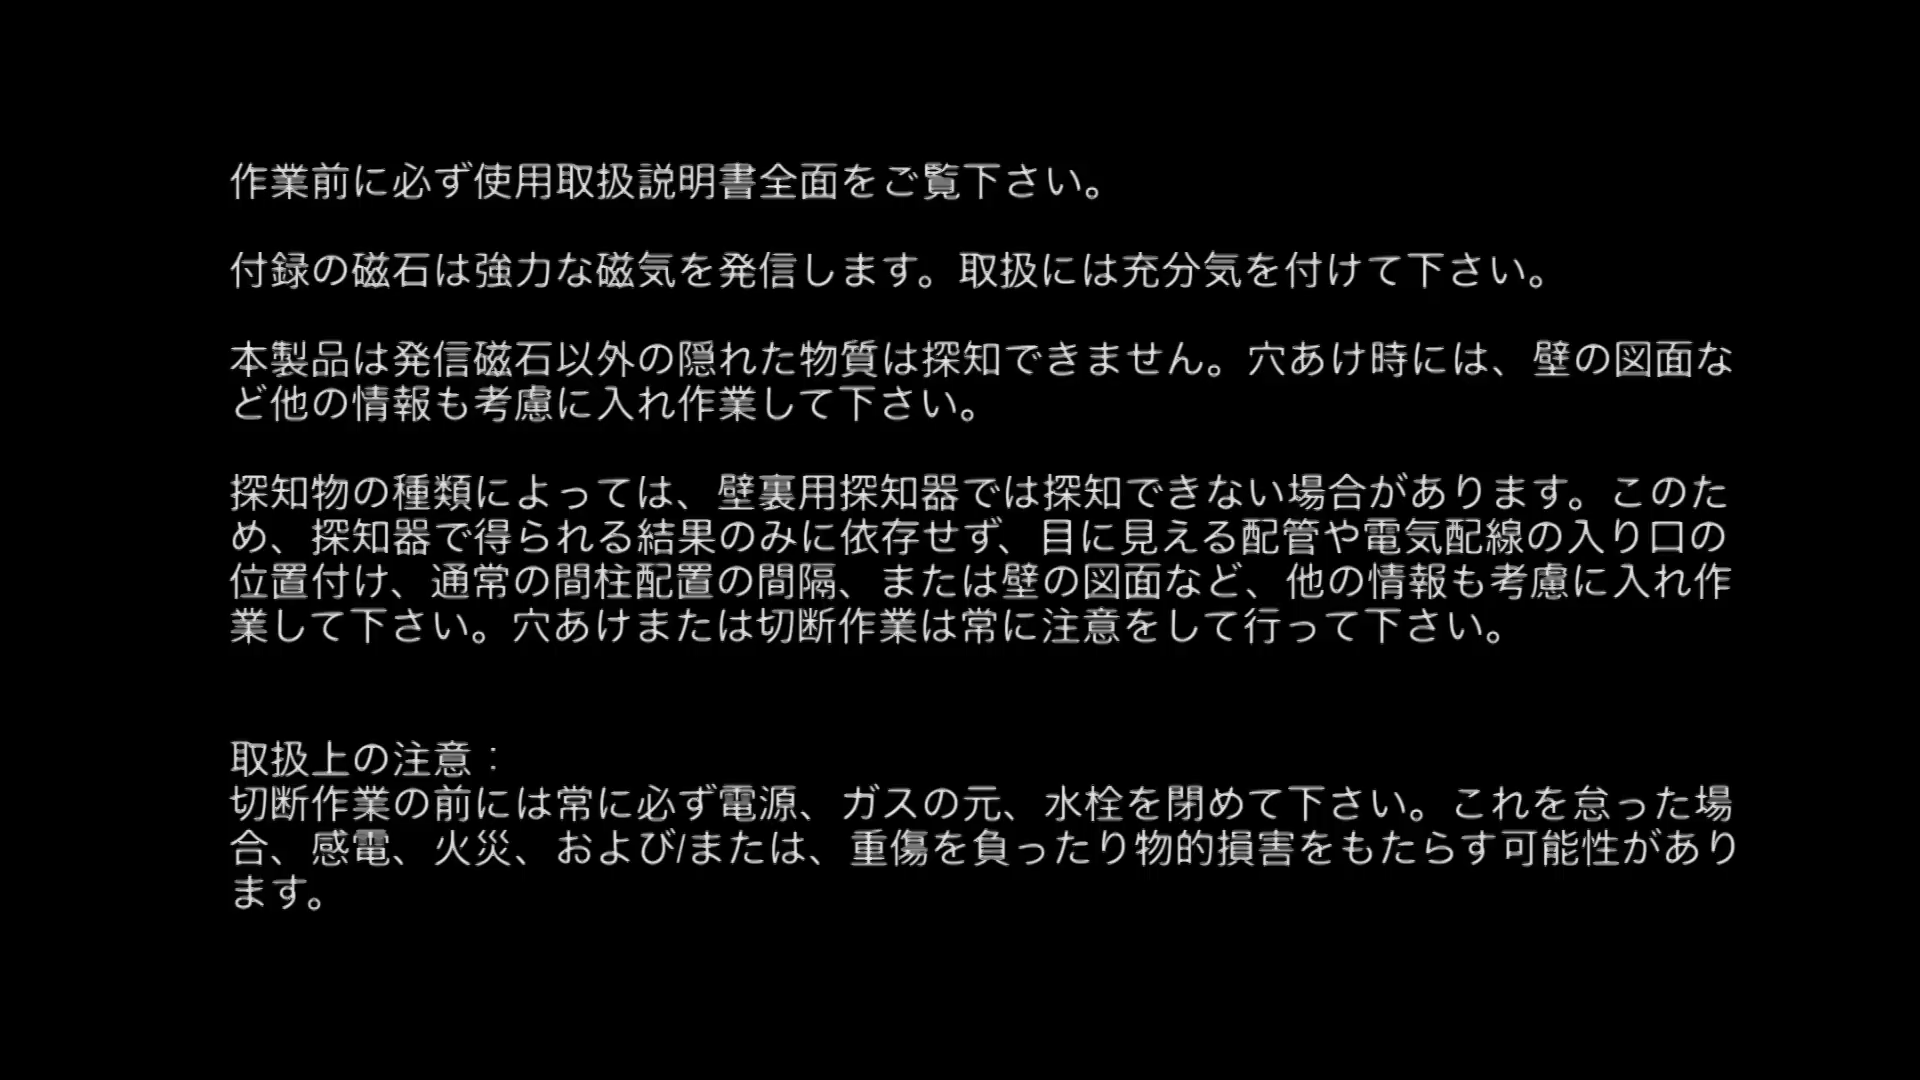 作業前に必ず使用取扱説明書全面をご覧下さい。
付録の磁石は強力な磁気を発信します。取扱には充分気を付けて下さい。
本製品は発信磁石以外の隠れた物質は探知できません。穴あけ時には、壁の図面な
ど他の情報も考慮に入れ作業して下さい。
探知物の種類によっては、壁裏用探知器では探知できない場合があります。このた
め、探知器で得られる結果のみに依存せず、目に見える配管や電気配線の入り口の
位置付け、通常の間柱配置の間隔、または壁の図面など、他の情報も考慮に入れ作
業して下さい。穴あけまたは切断作業は常に注意をして行って下さい。
取扱上の注意：
切断作業の前には常に必ず電源、ガスの元、水栓を閉めて下さい。これを怠った場
合、感電、火災、および/または、重傷を負ったり物的損害をもたらす可能性があり
ます。